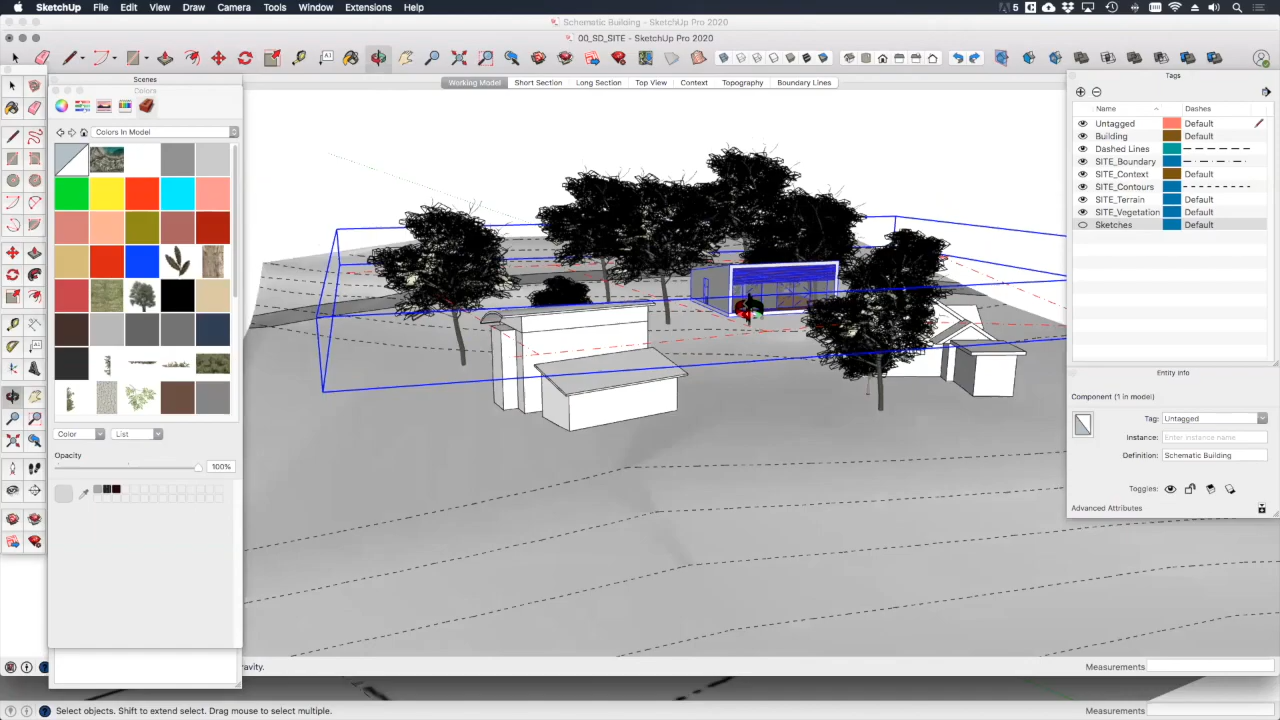 SketchUp File Edit View Draw Camera Tools Window Extensions Help
5
Schematic Building - SketchUp Pro 2020
00_SD_SITE - SketchUp Pro 2020
Working Model Short Section Long Section Top View Context Topography Boundary Lines
Scenes
Colors
Colors In Model
Color List
Opacity
100%
Tags
Name Dashes
Untagged Default
Building Default
Dashed Lines
SITE_Boundary
SITE_Context Default
SITE_Contours
SITE_Terrain Default
SITE_Vegetation Default
Sketches Default
Entity Info
Component (1 in model)
Tag: Untagged
Instance: Enter instance name
Definition: Schematic Building
Toggles:
Advanced Attributes
avity.
Measurements
Select objects. Shift to extend select. Drag mouse to select multiple.
Measurements